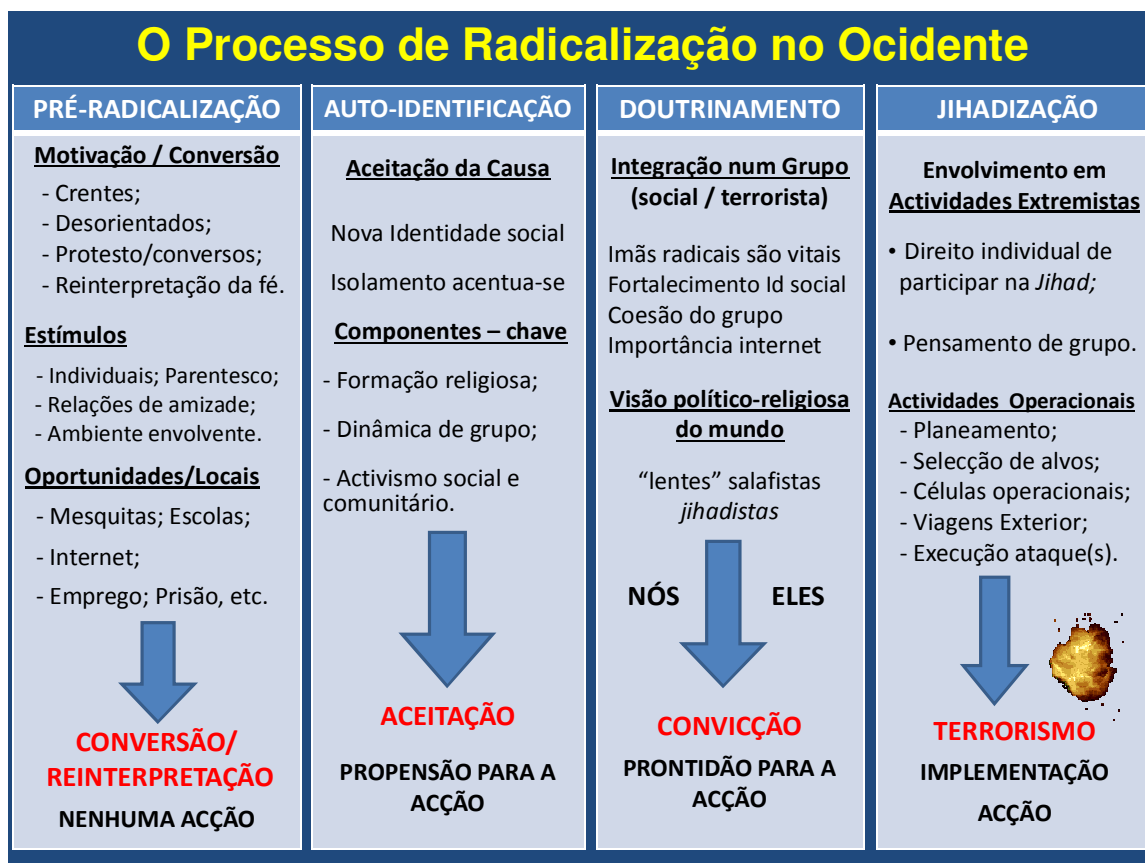 O Processo de Radicalização no Ocidente
PRÉ-RADICALIZAÇÃO
Motivação / Conversão
- Crentes;
- Desorientados;
- Protesto/conversos;
- Reinterpretação da fé.
Estímulos
- Individuais; Parentesco;
- Relações de amizade;
- Ambiente envolvente.
Oportunidades/Locais
- Mesquitas; Escolas;
- Internet;
- Emprego; Prisão, etc.
CONVERSÃO/
REINTERPRETAÇÃO
NENHUMA ACÇÃO
AUTO-IDENTIFICAÇÃO
Aceitação da Causa
Nova Identidade social
Isolamento acentua-se
Componentes – chave
- Formação religiosa;
- Dinâmica de grupo;
- Activismo social e
comunitário.
ACEITAÇÃO
PROPENSÃO PARA A
ACÇÃO
DOUTRINAMENTO
Integração num Grupo
(social / terrorista)
Imãs radicais são vitais
Fortalecimento Id social
Coesão do grupo
Importância internet
Visão político-religiosa
do mundo
“lentes” salafistas
jihadistas
NÓS ELES
CONVICÇÃO
PRONTIDÃO PARA A
ACÇÃO
JIHADIZAÇÃO
Envolvimento em
Actividades Extremistas
• Direito individual de
participar na Jihad;
• Pensamento de grupo.
Actividades Operacionais
- Planeamento;
- Selecção de alvos;
- Células operacionais;
- Viagens Exterior;
- Execução ataque(s).
TERRORISMO
IMPLEMENTAÇÃO
ACÇÃO